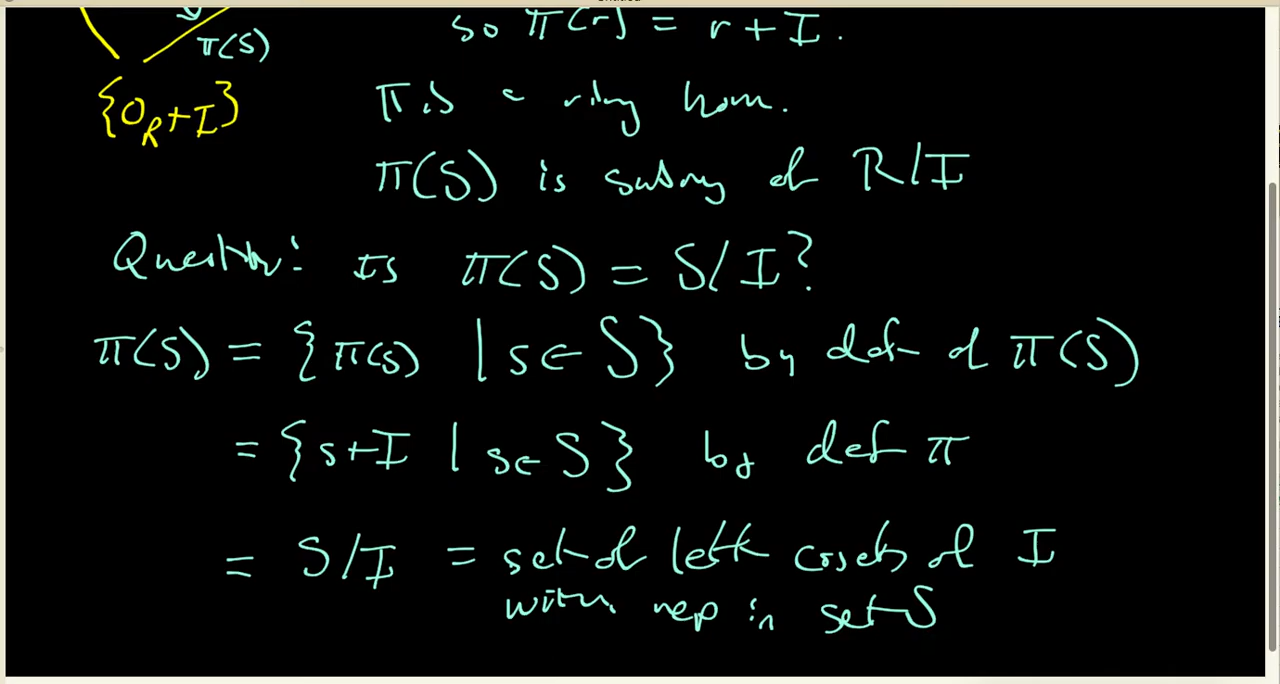 so π(r) = r + I.
π(S)
{0_R + I}
π is a ring hom.
π(S) is subring of R/I
Question: Is π(S) = S/I?
π(S) = {π(s) | s ∈ S} by def of π(S)
= {s+I | s ∈ S} by def π
= S/I = set of left cosets of I
with rep in set S